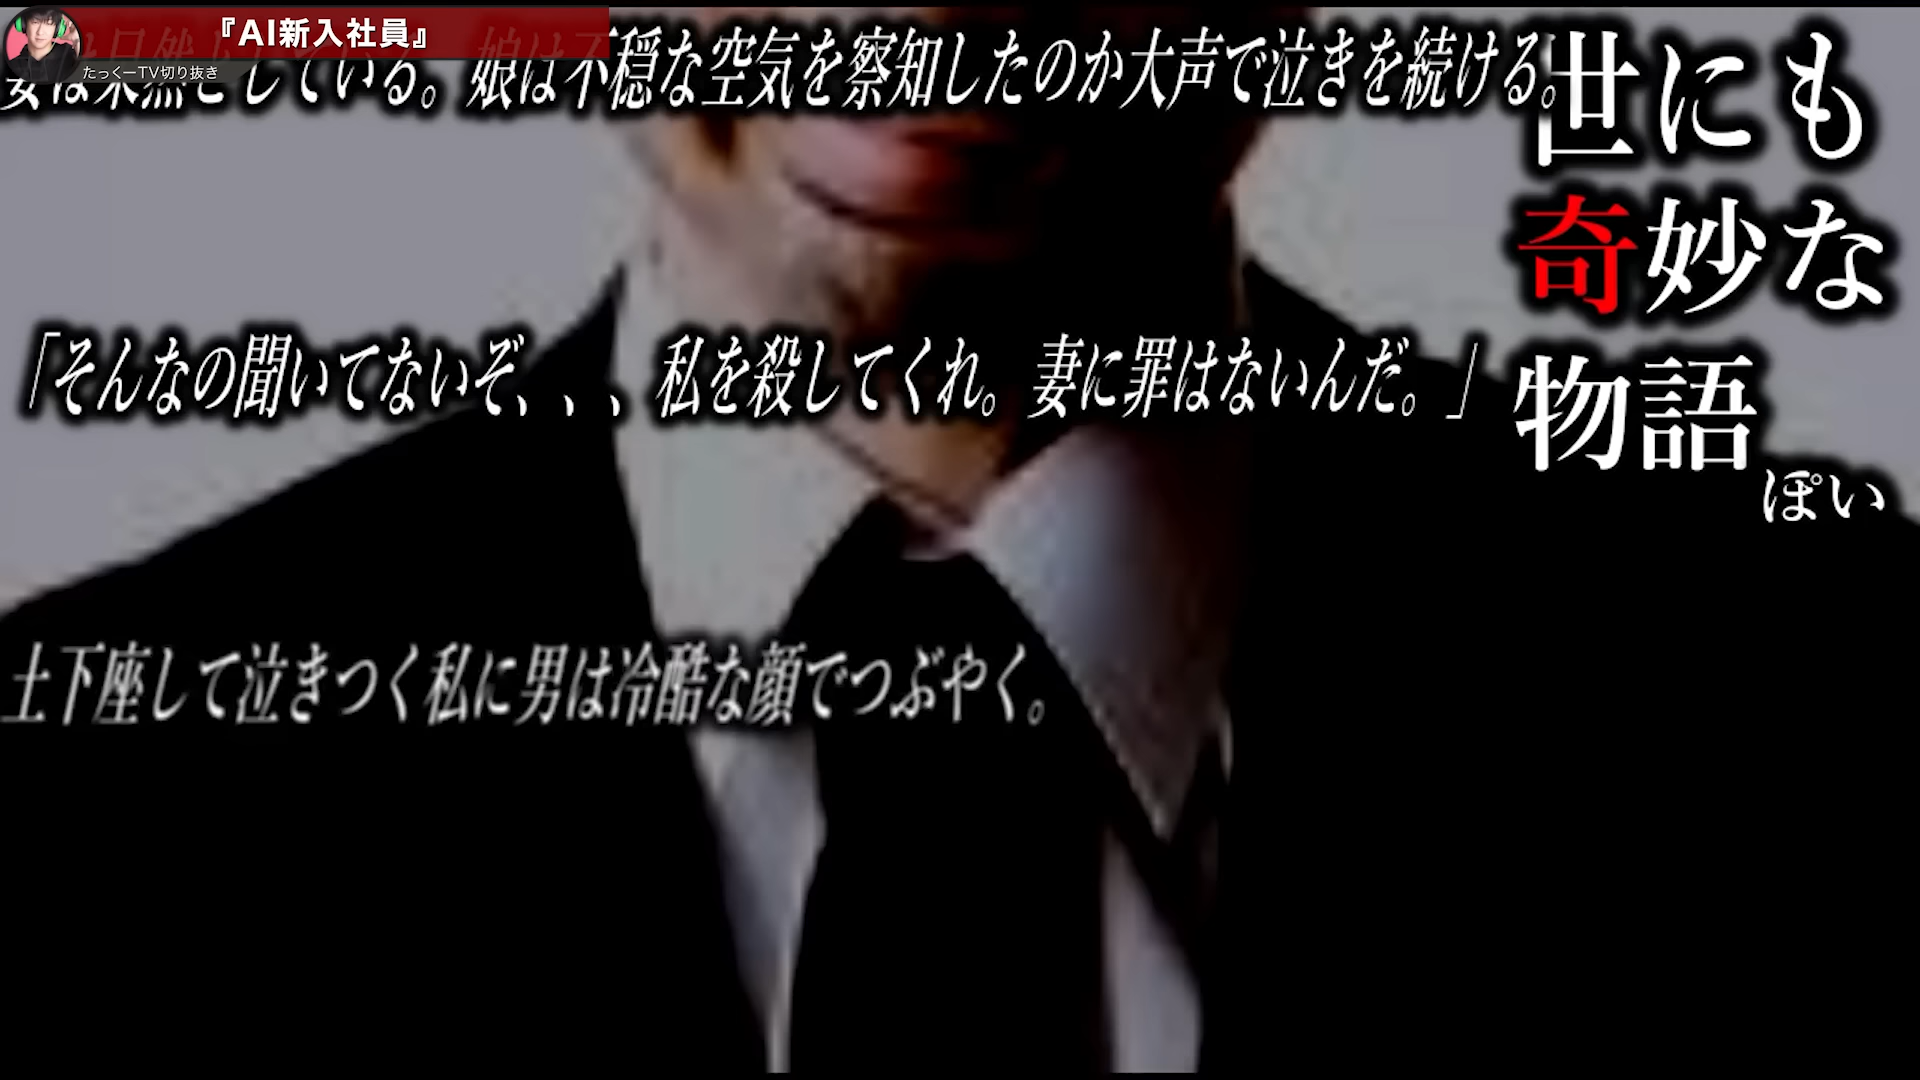 『AI新入社員』
たっくーTV切り抜き
妻は呆然としている。娘は不穏な空気を察知したのか大声で泣きを続ける。
「そんなの聞いてないぞ、、、私を殺してくれ。妻に罪はないんだ。」
土下座して泣きつく私に男は冷酷な顔でつぶやく。
世にも
奇妙な
物語
ぽい